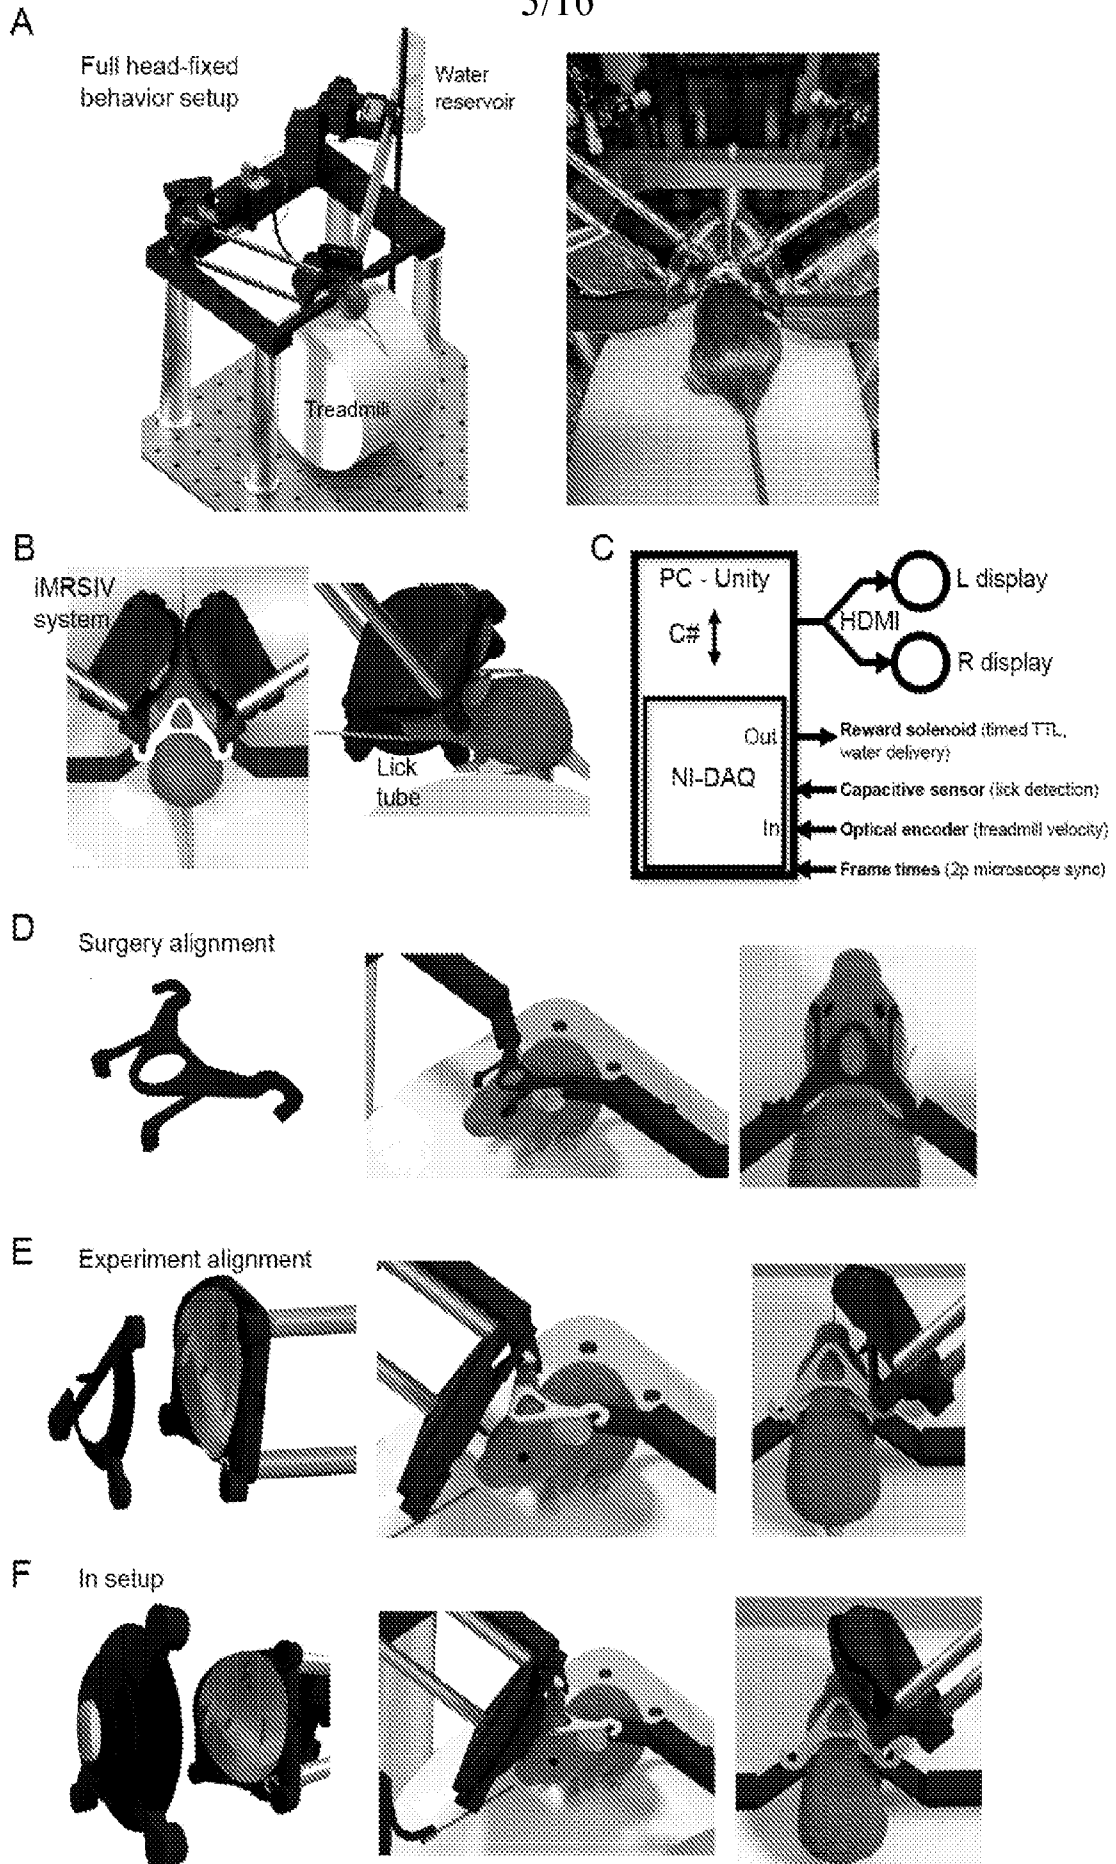 5/16
A
Full head-fixed
behavior setup
Water
reservoir
Treadmill
B
iMRSIV
system
Lick
tube
C
PC - Unity
C#
HDMI
L display
R display
NI-DAQ
Out
In
Reward solenoid (timed TTL,
water delivery)
Capacitive sensor (lick detection)
Optical encoder (treadmill velocity)
Frame times (2p microscope sync)
D
Surgery alignment
E
Experiment alignment
F
In setup